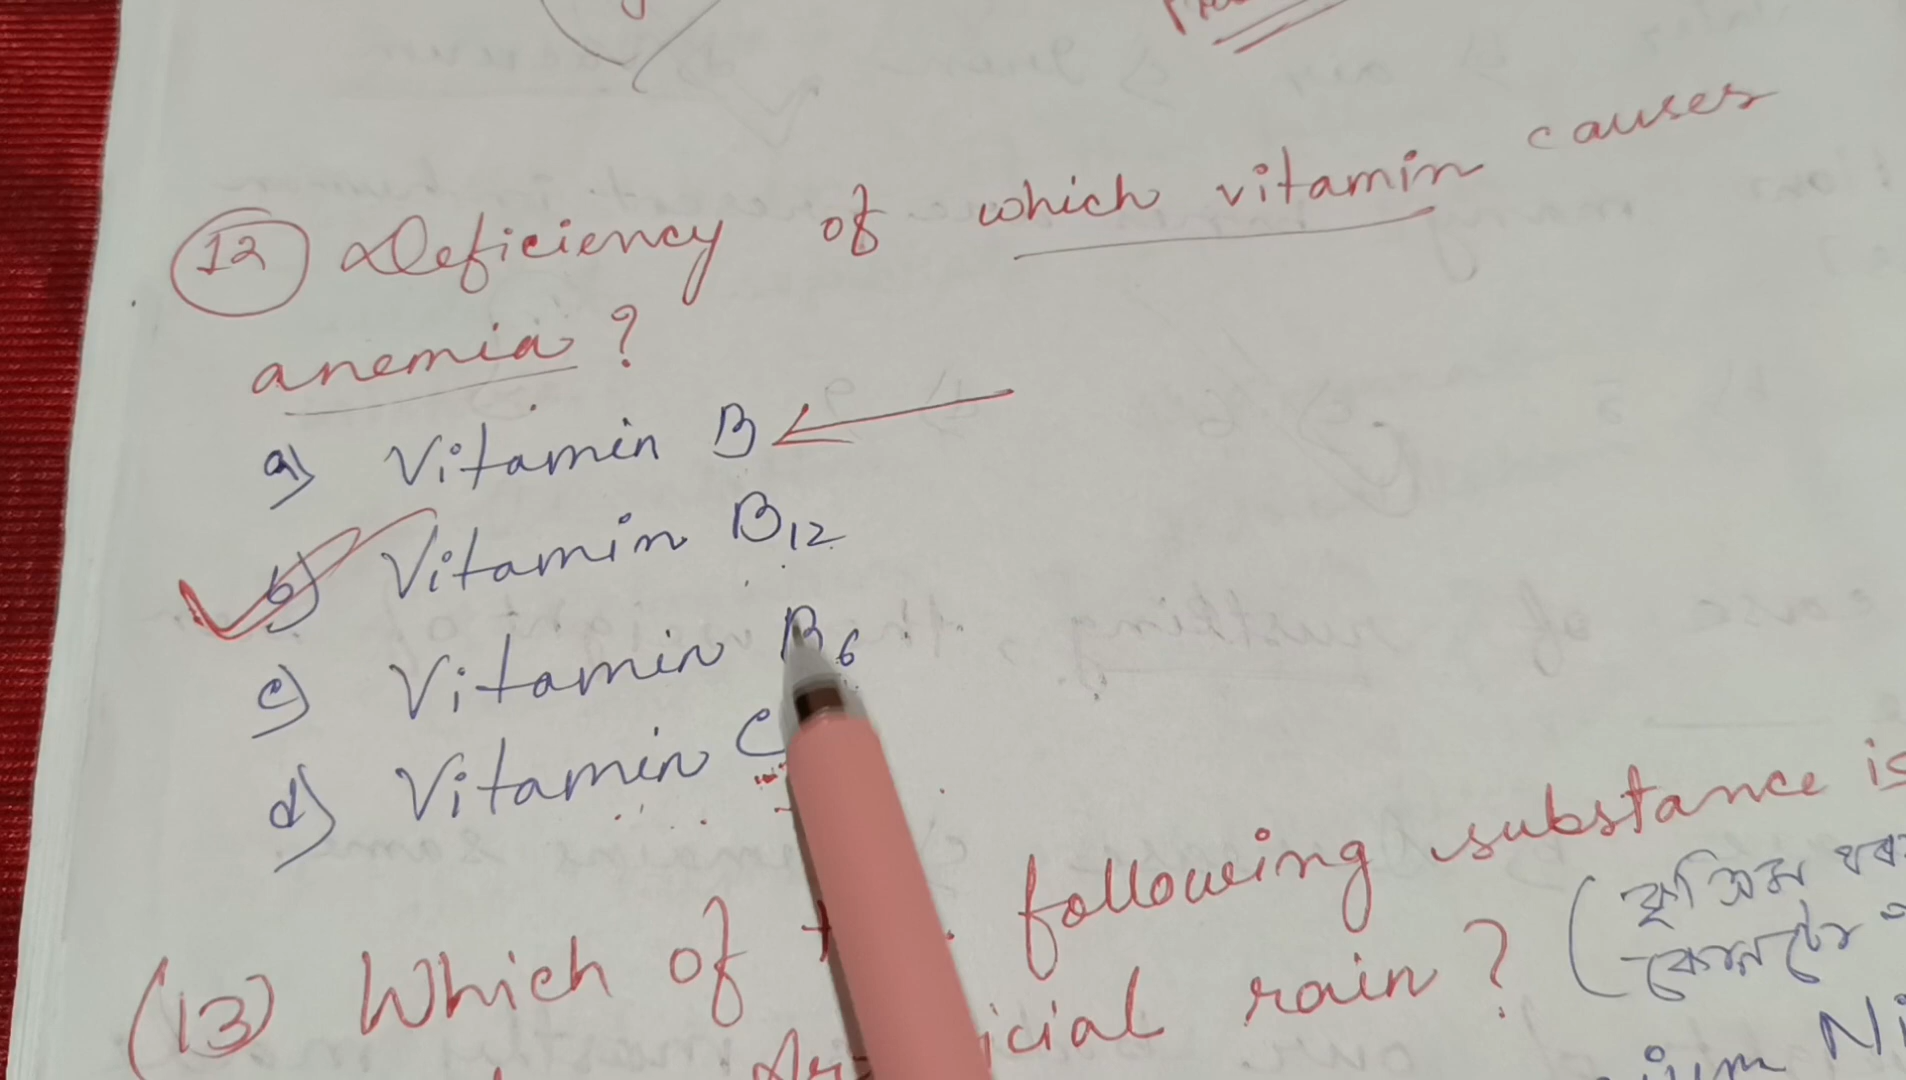 12 Deficiency of which vitamin causes
anemia ?
a) Vitamin B
b) Vitamin B12
c) Vitamin B6
d) Vitamin C
(13) Which of following substance is
rain ? (কৃত্রিম